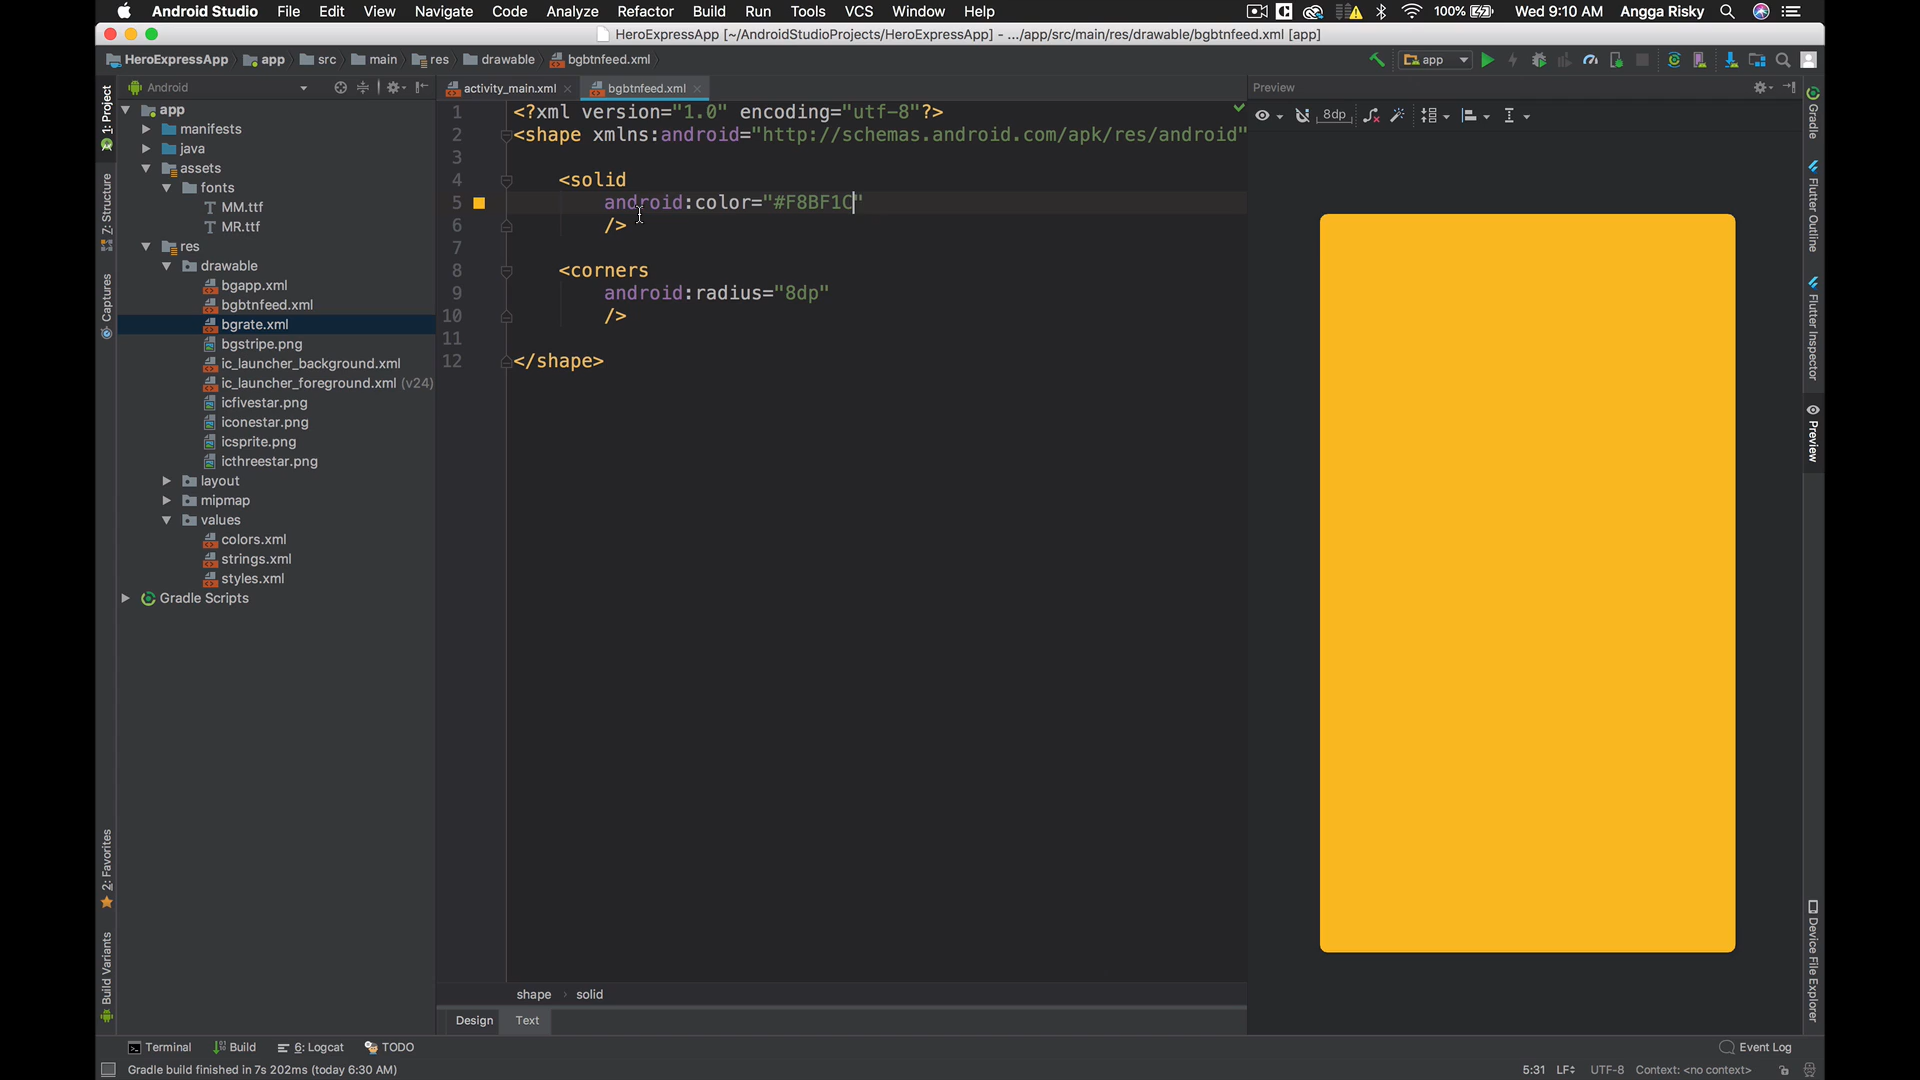 Android Studio File Edit View Navigate Code Analyze Refactor Build Run Tools VCS Window Help 100% Wed 9:10 AM Angga Risky
HeroExpressApp [~/AndroidStudioProjects/HeroExpressApp] - .../app/src/main/res/drawable/bgbtnfeed.xml [app]
HeroExpressApp app src main res drawable bgbtnfeed.xml app
Android
activity_main.xml bgbtnfeed.xml
Preview
8dp
1: Project
Z: Structure
Captures
2: Favorites
Build Variants
app
manifests
java
assets
fonts
MM.ttf
MR.ttf
res
drawable
bgapp.xml
bgbtnfeed.xml
bgrate.xml
bgstripe.png
ic_launcher_background.xml
ic_launcher_foreground.xml (v24)
icfivestar.png
iconestar.png
icsprite.png
icthreestar.png
layout
mipmap
values
colors.xml
strings.xml
styles.xml
Gradle Scripts
1 <?xml version="1.0" encoding="utf-8"?>
2 <shape xmlns:android="http://schemas.android.com/apk/res/android"
3
4 <solid
5 android:color="#F8BF1C"
6 />
7
8 <corners
9 android:radius="8dp"
10 />
11
12 </shape>
Gradle
Flutter Outline
Flutter Inspector
Preview
Device File Explorer
shape › solid
Design Text
Terminal Build 6: Logcat TODO Event Log
Gradle build finished in 7s 202ms (today 6:30 AM) 5:31 LF UTF-8 Context: <no context>